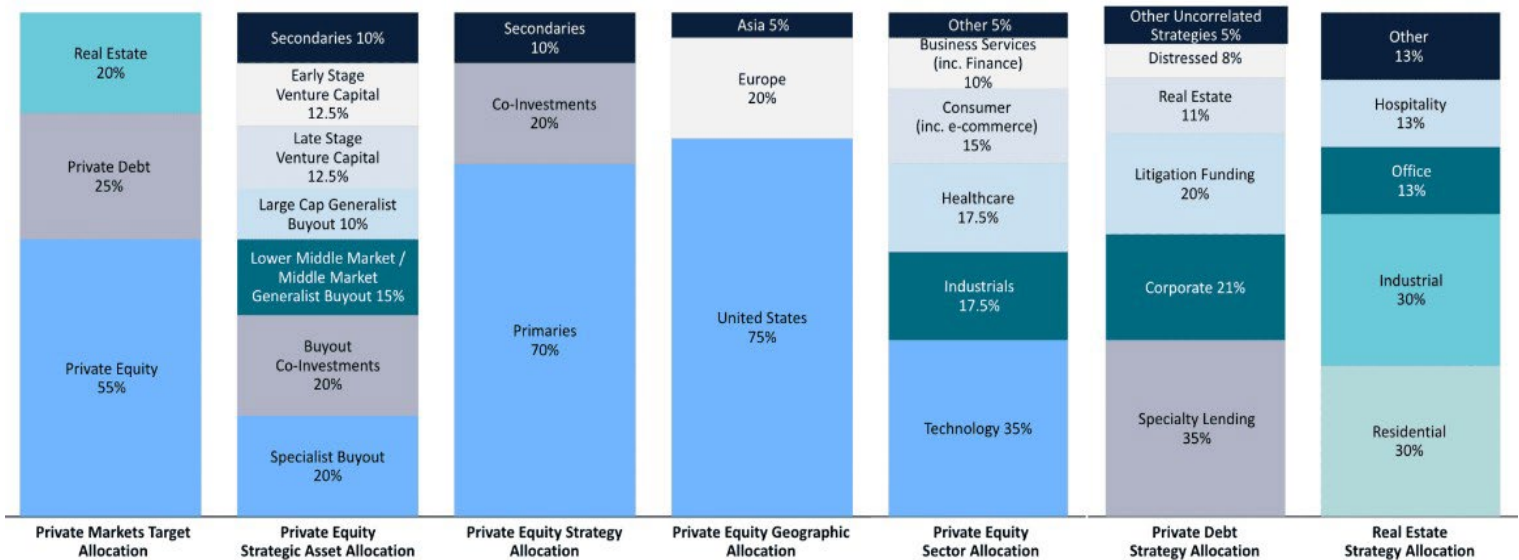 Real Estate
20%
Private Debt
25%
Private Equity
55%
Private Markets Target
Allocation
Secondaries 10%
Early Stage
Venture Capital
12.5%
Late Stage
Venture Capital
12.5%
Large Cap Generalist
Buyout 10%
Lower Middle Market /
Middle Market
Generalist Buyout 15%
Buyout
Co-Investments
20%
Specialist Buyout
20%
Private Equity
Strategic Asset Allocation
Secondaries
10%
Co-Investments
20%
Primaries
70%
Private Equity Strategy
Allocation
Asia 5%
Europe
20%
United States
75%
Private Equity Geographic
Allocation
Other 5%
Business Services
(inc. Finance)
10%
Consumer
(inc. e-commerce)
15%
Healthcare
17.5%
Industrials
17.5%
Technology 35%
Private Equity
Sector Allocation
Other Uncorrelated
Strategies 5%
Distressed 8%
Real Estate
11%
Litigation Funding
20%
Corporate 21%
Specialty Lending
35%
Private Debt
Strategy Allocation
Other
13%
Hospitality
13%
Office
13%
Industrial
30%
Residential
30%
Real Estate
Strategy Allocation